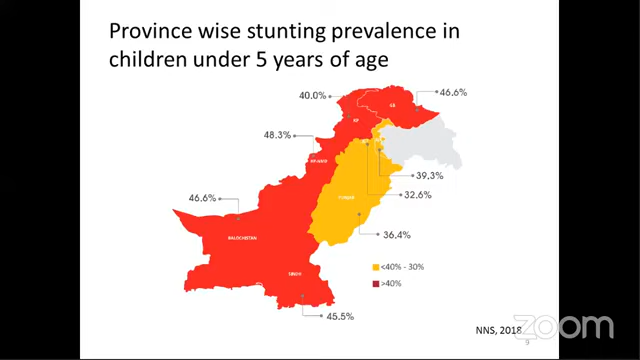 Province wise stunting prevalence in
children under 5 years of age
40.0%
46.6%
GB
KP
48.3%
KP-NMD
39.3%
46.6%
32.6%
PUNJAB
36.4%
BALOCHISTAN
<40% - 30%
SINDH
>40%
45.5%
NNS, 2018
9
zoom